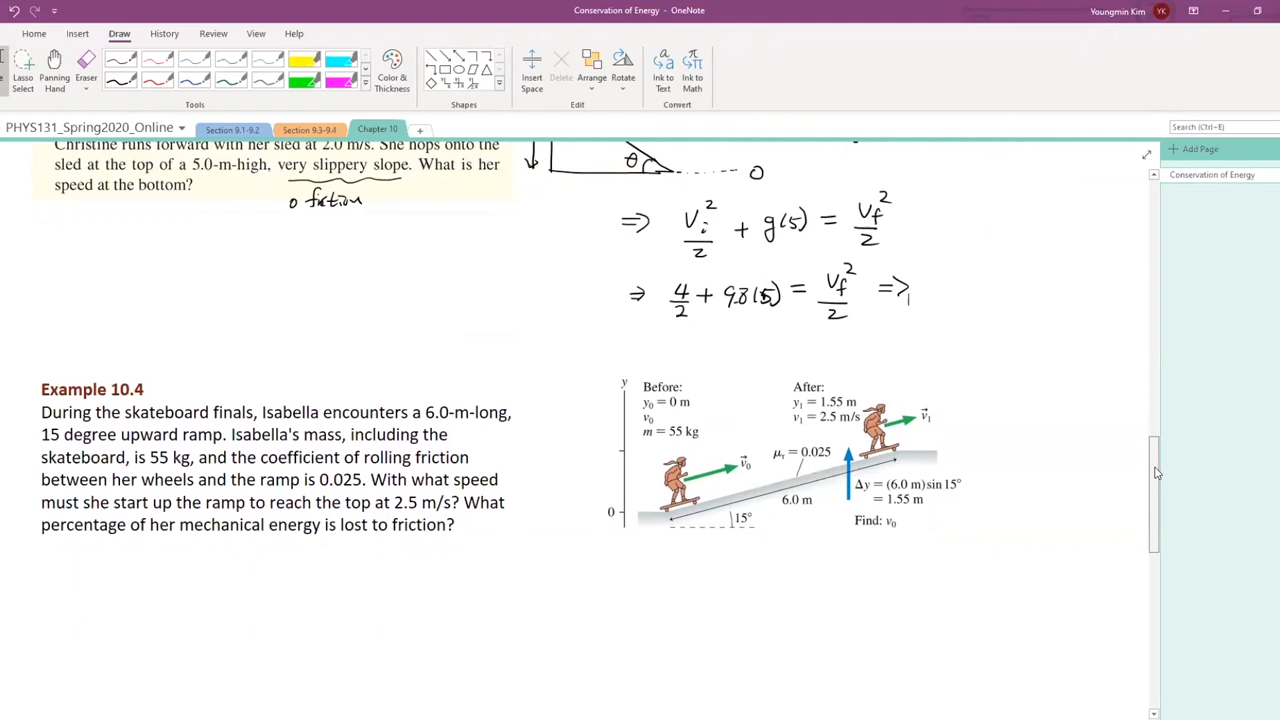 Conservation of Energy - OneNote
Youngmin Kim
YK
Home Insert Draw History Review View Help
Lasso Select
Panning Hand
Eraser
Color & Thickness
Insert Space
Delete
Arrange
Rotate
Ink to Text
Ink to Math
Tools
Shapes
Edit
Convert
PHYS131_Spring2020_Online
Section 9.1-9.2
Section 9.3-9.4
Chapter 10
Search (Ctrl+E)
Add Page
Conservation of Energy
Christine runs forward with her sled at 2.0 m/s. She hops onto the
sled at the top of a 5.0-m-high, very slippery slope. What is her
speed at the bottom?
0 friction
θ
0
⇒ Vi²/2 + g(5) = Vf²/2
⇒ 4/2 + 9.8(5) = Vf²/2 ⇒
Example 10.4
During the skateboard finals, Isabella encounters a 6.0-m-long,
15 degree upward ramp. Isabella's mass, including the
skateboard, is 55 kg, and the coefficient of rolling friction
between her wheels and the ramp is 0.025. With what speed
must she start up the ramp to reach the top at 2.5 m/s? What
percentage of her mechanical energy is lost to friction?
y
Before:
y₀ = 0 m
v₀
m = 55 kg
After:
y₁ = 1.55 m
v₁ = 2.5 m/s
v⃗₁
v⃗₀
μr = 0.025
6.0 m
Δy = (6.0 m) sin 15°
= 1.55 m
0
15°
Find: v₀